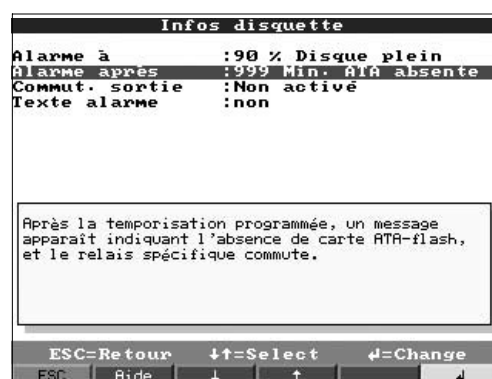 Infos disquette
Alarme à :90 % Disque plein
Alarme après :999 Min. ATA absente
Commut. sortie :Non activé
Texte alarme :non
Après la temporisation programmée, un message
apparaît indiquant l'absence de carte ATA-flash,
et le relais spécifique commute.
ESC=Retour ↓↑=Select ↲=Change
ESC Aide ↓ ↑ ↲